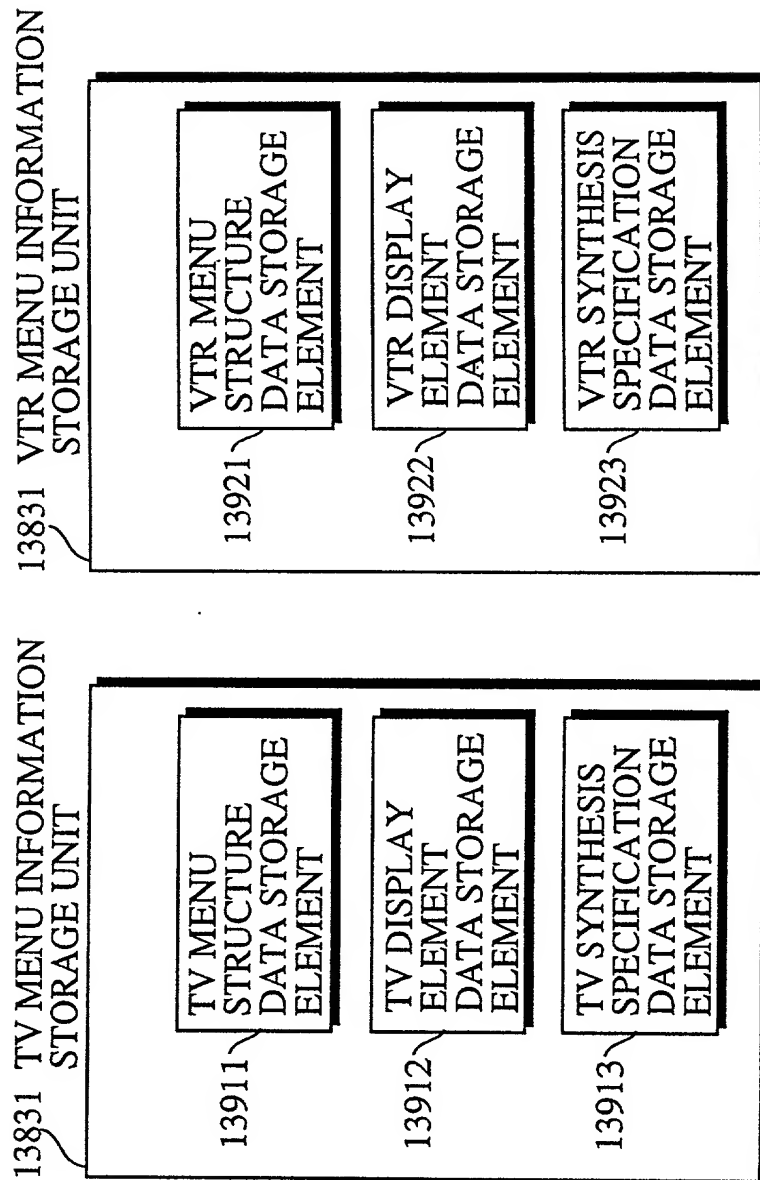 13831 TV MENU INFORMATION
STORAGE UNIT
13911
TV MENU
STRUCTURE
DATA STORAGE
ELEMENT
13912
TV DISPLAY
ELEMENT
DATA STORAGE
ELEMENT
13913
TV SYNTHESIS
SPECIFICATION
DATA STORAGE
ELEMENT
13831 VTR MENU INFORMATION
STORAGE UNIT
13921
VTR MENU
STRUCTURE
DATA STORAGE
ELEMENT
13922
VTR DISPLAY
ELEMENT
DATA STORAGE
ELEMENT
13923
VTR SYNTHESIS
SPECIFICATION
DATA STORAGE
ELEMENT